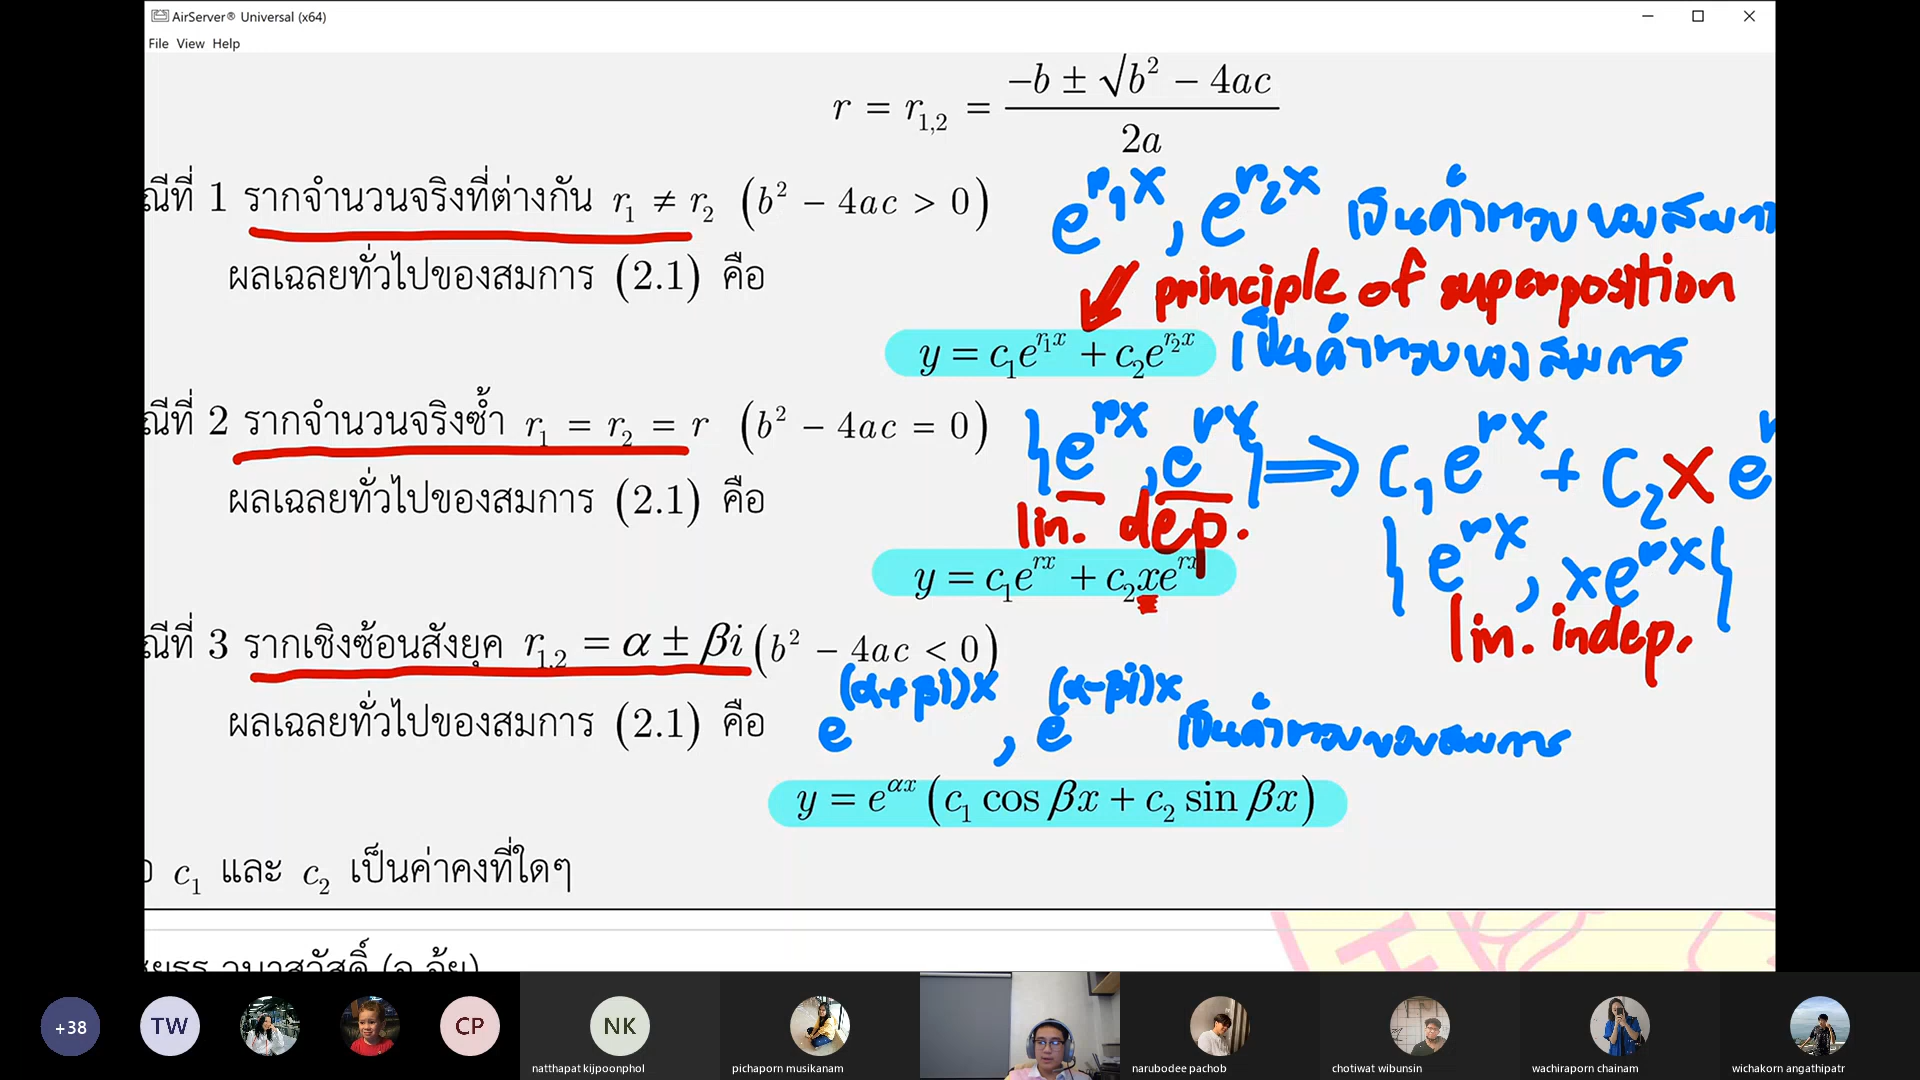 AirServer® Universal (x64)
File View Help
r = r₁,₂ = (−b ± √(b² − 4ac)) / 2a
ณีที่ 1 รากจำนวนจริงที่ต่างกัน r₁ ≠ r₂ (b² − 4ac > 0)
e^(r₁x), e^(r₂x) เป็นคำตอบของสมการ
ผลเฉลยทั่วไปของสมการ (2.1) คือ
principle of superposition
y = c₁e^(r₁x) + c₂e^(r₂x) เป็นคำตอบของสมการ
ณีที่ 2 รากจำนวนจริงซ้ำ r₁ = r₂ = r (b² − 4ac = 0)
{e^(rx), e^(rx)} ⟹ c₁e^(rx) + c₂xe^r
ผลเฉลยทั่วไปของสมการ (2.1) คือ
lin. dep.
{e^(rx), xe^(rx)}
y = c₁e^(rx) + c₂xe^(rx)
lin. indep.
ณีที่ 3 รากเชิงซ้อนสังยุค r₁,₂ = α ± βi (b² − 4ac < 0)
ผลเฉลยทั่วไปของสมการ (2.1) คือ
e^((α+βi)x), e^((α-βi)x) เป็นคำตอบของสมการ
y = e^(αx) (c₁ cos βx + c₂ sin βx)
c₁ และ c₂ เป็นค่าคงที่ใดๆ
+38
TW
CP
NK
natthapat kijpoonphol
pichaporn musikanam
narubodee pachob
chotiwat wibunsin
wachiraporn chainam
wichakorn angathipatr